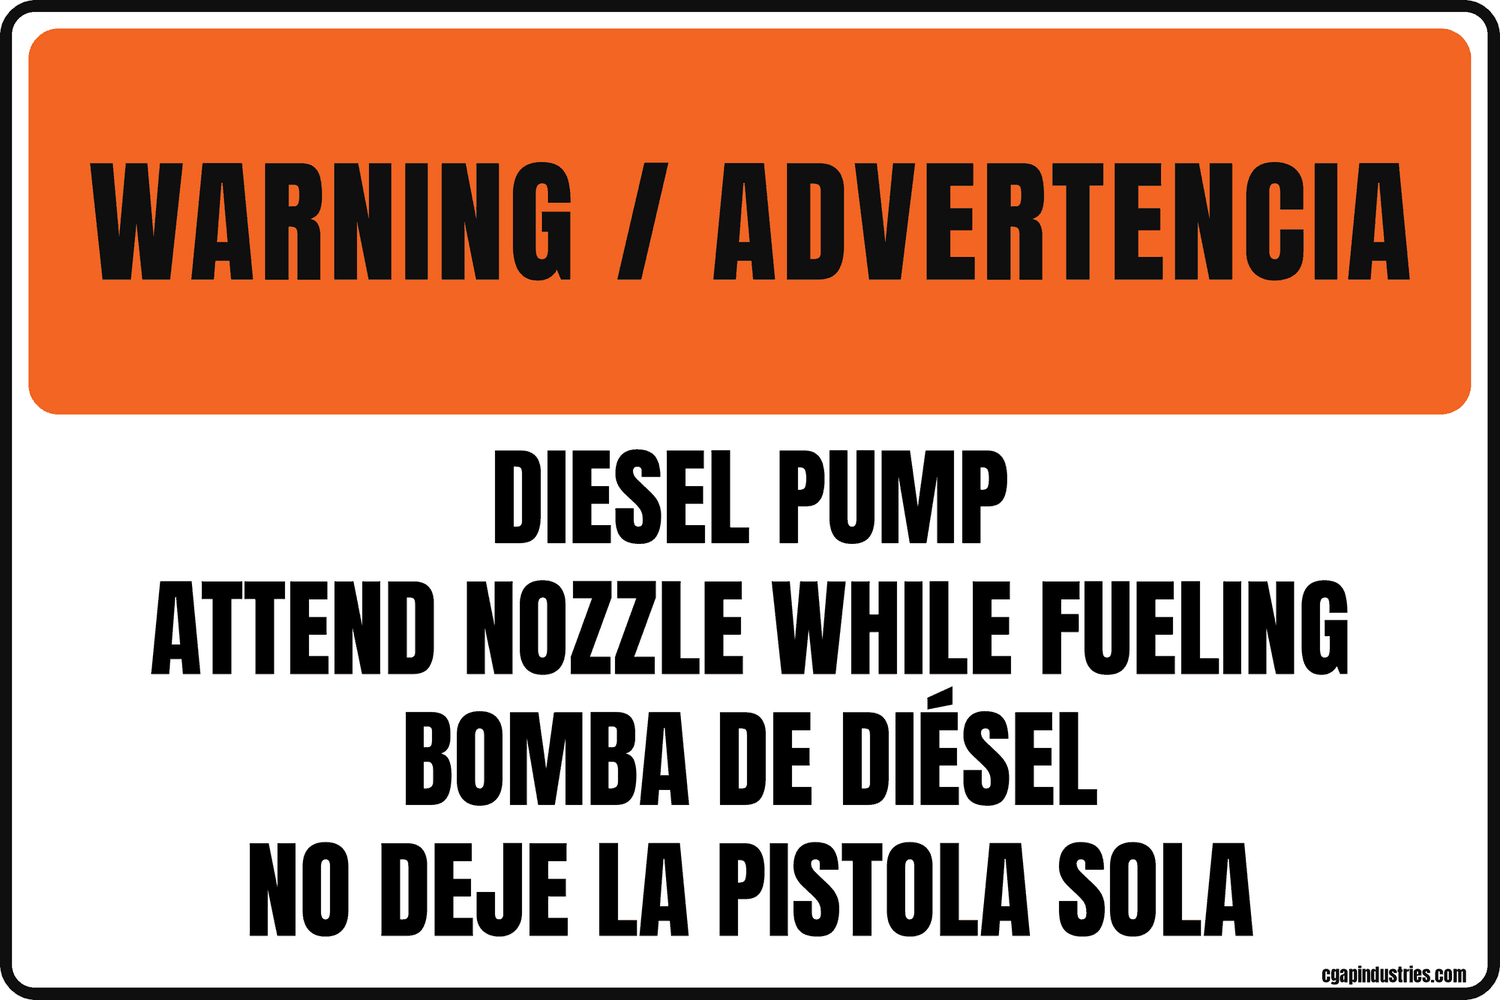 WARNING / ADVERTENCIA
DIESEL PUMP
ATTEND NOZZLE WHILE FUELING
BOMBA DE DIÉSEL
NO DEJE LA PISTOLA SOLA
cgapindustries.com